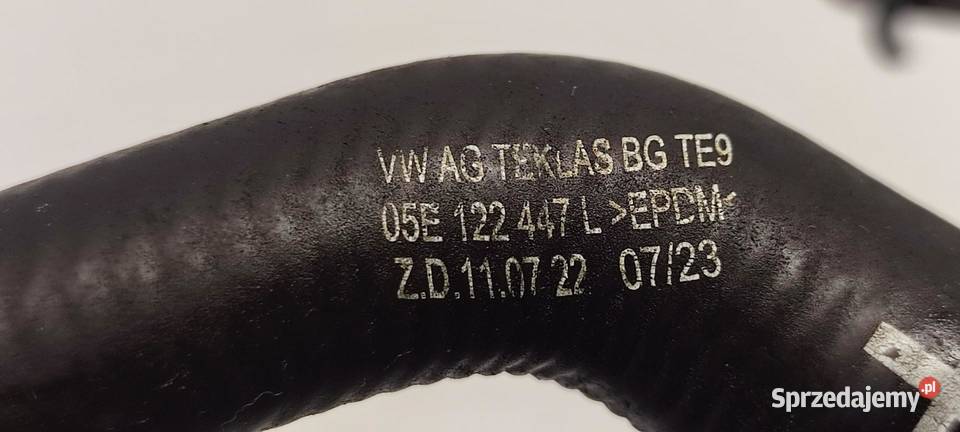 VW AG TEKLAS BG TE9
05E 122 447 L >EPDM<
Z.D.11.07.22 07/23
Sprzedajemy.pl